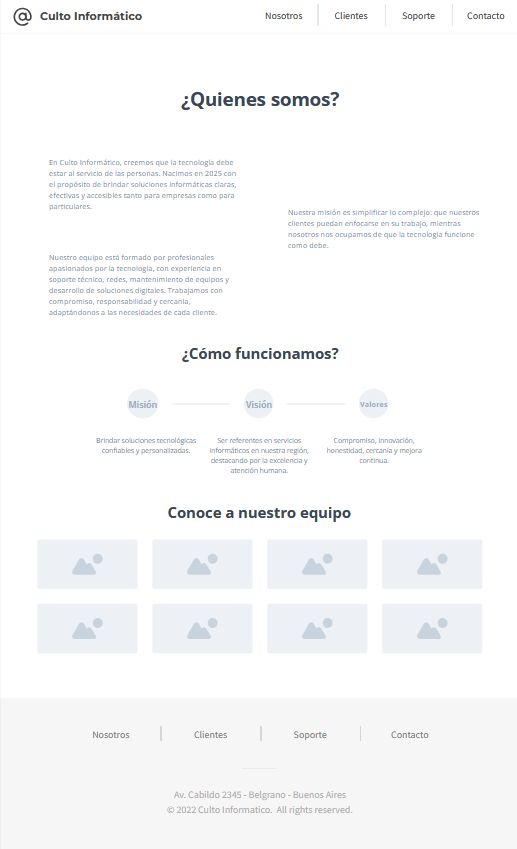 @ Culto Informático
Nosotros
Clientes
Soporte
Contacto
¿Quienes somos?
En Culto Informático, creemos que la tecnología debe
estar al servicio de las personas. Nacimos en 2025 con
el propósito de brindar soluciones informáticas claras,
efectivas y accesibles tanto para empresas como para
particulares.
Nuestra misión es simplificar lo complejo: que nuestros
clientes puedan enfocarse en su trabajo, mientras
nosotros nos ocupamos de que la tecnología funcione
como debe.
Nuestro equipo está formado por profesionales
apasionados por la tecnología, con experiencia en
soporte técnico, redes, mantenimiento de equipos y
desarrollo de soluciones digitales. Trabajamos con
compromiso, responsabilidad y cercanía,
adaptándonos a las necesidades de cada cliente.
¿Cómo funcionamos?
Misión
Visión
Valores
Brindar soluciones tecnológicas
confiables y personalizadas.
Ser referentes en servicios
informáticos en nuestra región,
destacando por la excelencia y
atención humana.
Compromiso, innovación,
honestidad, cercanía y mejora
continua.
Conoce a nuestro equipo
Nosotros
Clientes
Soporte
Contacto
Av. Cabildo 2345 - Belgrano - Buenos Aires
© 2022 Culto Informatico. All rights reserved.